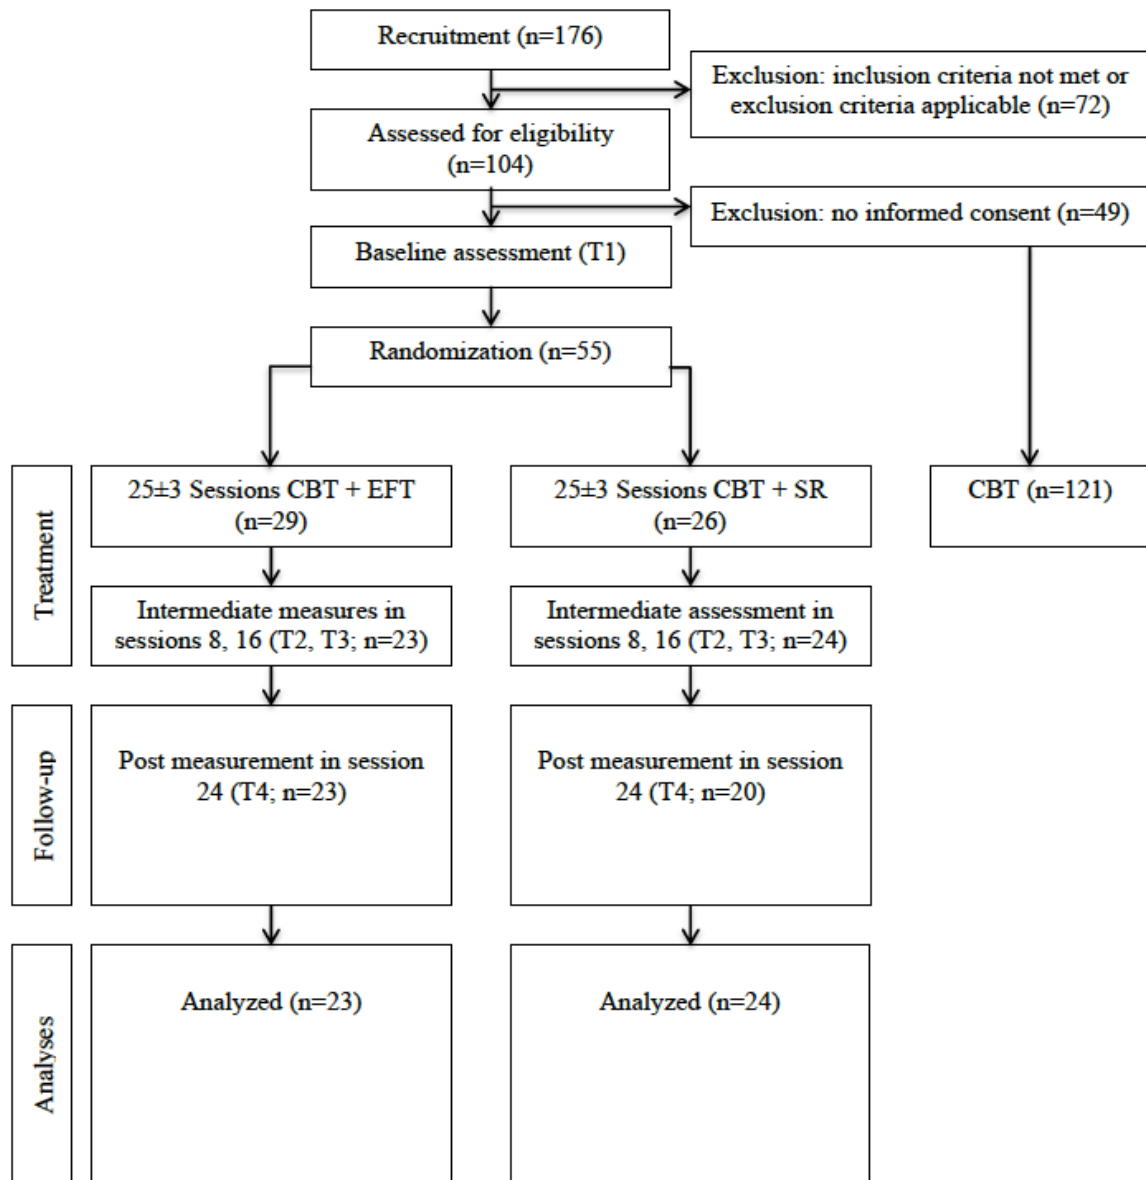 Recruitment (n=176)
Exclusion: inclusion criteria not met or
exclusion criteria applicable (n=72)
Assessed for eligibility
(n=104)
Exclusion: no informed consent (n=49)
Baseline assessment (T1)
Randomization (n=55)
Treatment
25±3 Sessions CBT + EFT
(n=29)
25±3 Sessions CBT + SR
(n=26)
CBT (n=121)
Intermediate measures in
sessions 8, 16 (T2, T3; n=23)
Intermediate assessment in
sessions 8, 16 (T2, T3; n=24)
Follow-up
Post measurement in session
24 (T4; n=23)
Post measurement in session
24 (T4; n=20)
Analyses
Analyzed (n=23)
Analyzed (n=24)